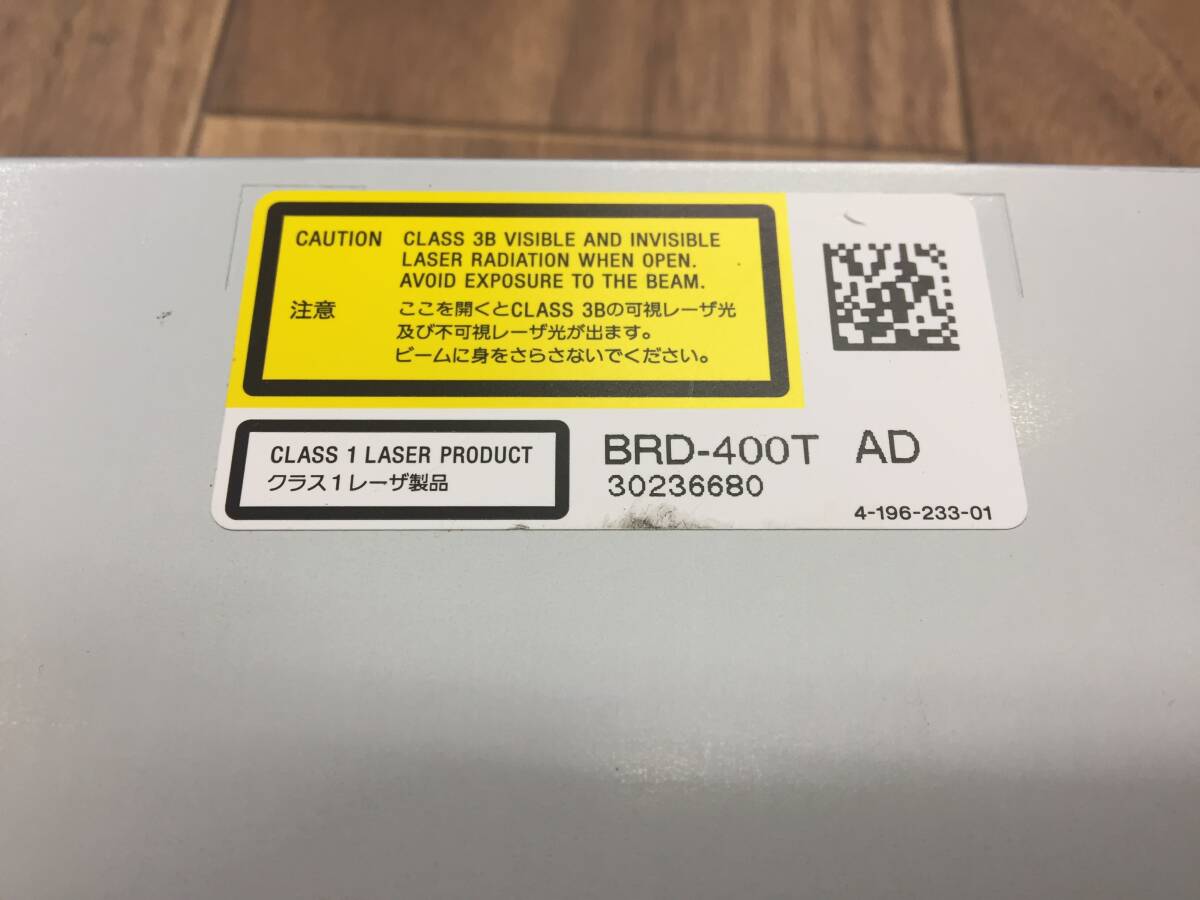 CAUTION CLASS 3B VISIBLE AND INVISIBLE
LASER RADIATION WHEN OPEN.
AVOID EXPOSURE TO THE BEAM.
注意 ここを開くとCLASS 3Bの可視レーザ光
及び不可視レーザ光が出ます。
ビームに身をさらさないでください。
CLASS 1 LASER PRODUCT
クラス1レーザ製品
BRD-400T AD
30236680
4-196-233-01